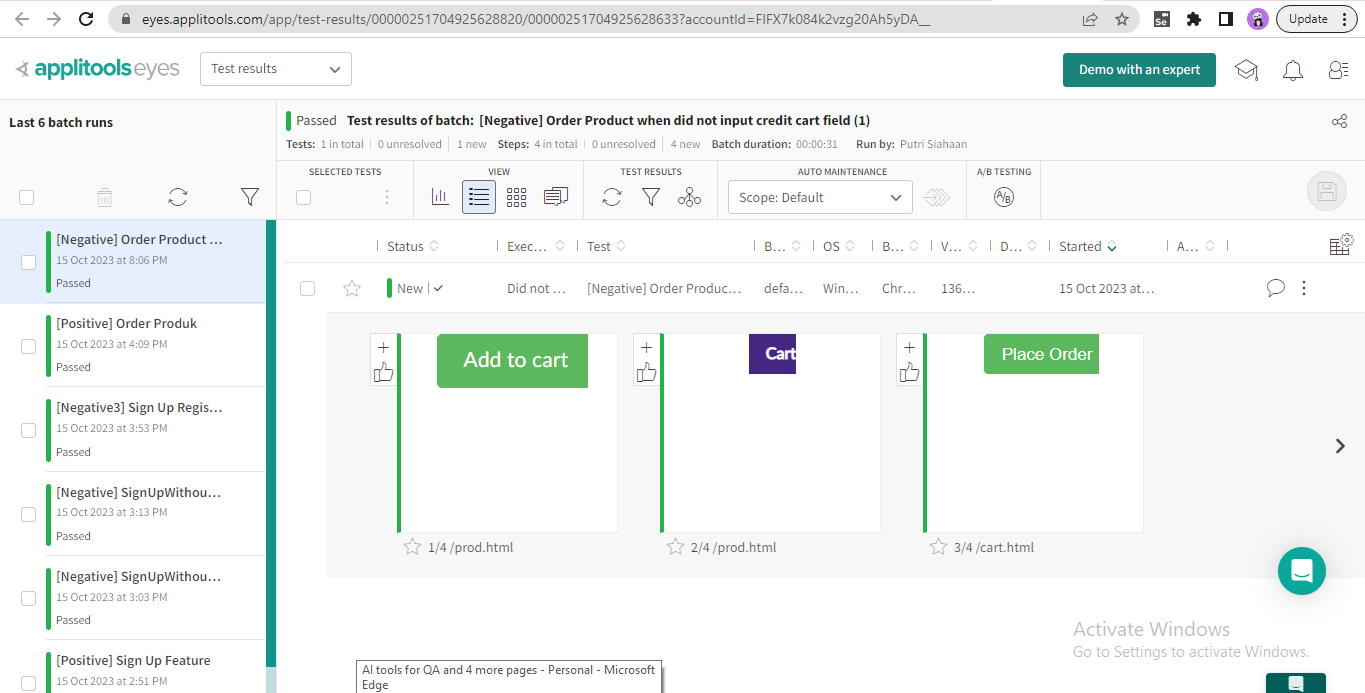 eyes.applitools.com/app/test-results/00000251704925628820/00000251704925628633?accountId=FIFX7k084k2vzg20Ah5yDA__
Se
Update
applitools eyes
Test results
Demo with an expert
Last 6 batch runs
Passed Test results of batch: [Negative] Order Product when did not input credit cart field (1)
Tests: 1 in total | 0 unresolved | 1 new Steps: 4 in total | 0 unresolved | 4 new Batch duration: 00:00:31 Run by: Putri Siahaan
SELECTED TESTS
VIEW
TEST RESULTS
AUTO MAINTENANCE
A/B TESTING
Scope: Default
A/B
[Negative] Order Product ...
15 Oct 2023 at 8:06 PM
Passed
[Positive] Order Produk
15 Oct 2023 at 4:09 PM
Passed
[Negative3] Sign Up Regis...
15 Oct 2023 at 3:53 PM
Passed
[Negative] SignUpWithou...
15 Oct 2023 at 3:13 PM
Passed
[Negative] SignUpWithou...
15 Oct 2023 at 3:03 PM
Passed
[Positive] Sign Up Feature
15 Oct 2023 at 2:51 PM
Status Exec... Test B... OS B... V... D... Started A...
New Did not ... [Negative] Order Produc... defa... Win... Chr... 136... 15 Oct 2023 at...
Add to cart
Cart
Place Order
1/4 /prod.html
2/4 /prod.html
3/4 /cart.html
Activate Windows
Go to Settings to activate Windows.
AI tools for QA and 4 more pages - Personal - Microsoft
Edge